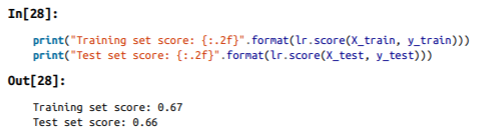 In[28]:
print("Training set score: {:.2f}".format(lr.score(X_train, y_train)))
print("Test set score: {:.2f}".format(lr.score(X_test, y_test)))
Out[28]:
Training set score: 0.67
Test set score: 0.66